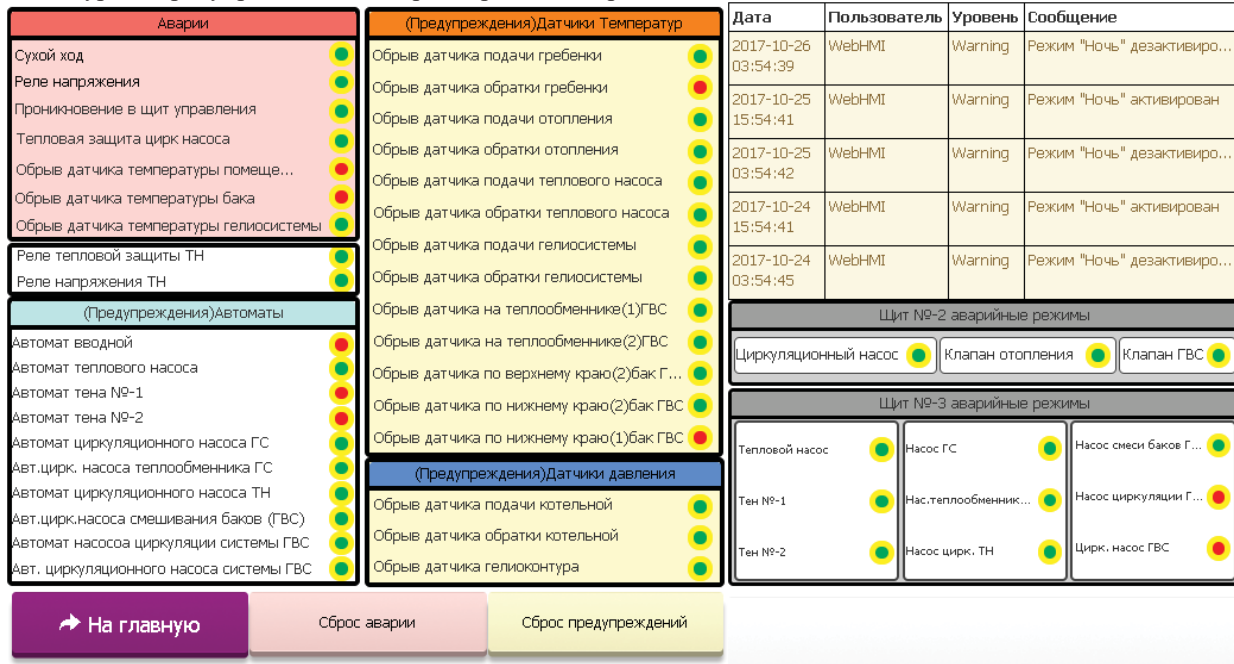 Аварии
Сухой ход
Реле напряжения
Проникновение в щит управления
Тепловая защита цирк насоса
Обрыв датчика температуры помеще...
Обрыв датчика температуры бака
Обрыв датчика температуры гелиосистемы
Реле тепловой защиты ТН
Реле напряжения ТН
(Предупреждения)Автоматы
Автомат вводной
Автомат теплового насоса
Автомат тена №-1
Автомат тена №-2
Автомат циркуляционного насоса ГС
Авт.цирк. насоса теплообменника ГС
Автомат циркуляционного насоса ТН
Авт.цирк.насоса смешивания баков (ГВС)
Автомат насосоа циркуляции системы ГВС
Авт. циркуляционного насоса системы ГВС
(Предупреждения)Датчики Температур
Обрыв датчика подачи гребенки
Обрыв датчика обратки гребенки
Обрыв датчика подачи отопления
Обрыв датчика обратки отопления
Обрыв датчика подачи теплового насоса
Обрыв датчика обратки теплового насоса
Обрыв датчика подачи гелиосистемы
Обрыв датчика обратки гелиосистемы
Обрыв датчика на теплообменнике(1)ГВС
Обрыв датчика на теплообменнике(2)ГВС
Обрыв датчика по верхнему краю(2)бак Г...
Обрыв датчика по нижнему краю(2)бак ГВС
Обрыв датчика по нижнему краю(1)бак ГВС
(Предупреждения)Датчики давления
Обрыв датчика подачи котельной
Обрыв датчика обратки котельной
Обрыв датчика гелиоконтура
Дата Пользователь Уровень Сообщение
2017-10-26 WebHMI Warning Режим "Ночь" дезактивиро...
03:54:39
2017-10-25 WebHMI Warning Режим "Ночь" активирован
15:54:41
2017-10-25 WebHMI Warning Режим "Ночь" дезактивиро...
03:54:42
2017-10-24 WebHMI Warning Режим "Ночь" активирован
15:54:41
2017-10-24 WebHMI Warning Режим "Ночь" дезактивиро...
03:54:45
Щит №-2 аварийные режимы
Циркуляционный насос Клапан отопления Клапан ГВС
Щит №-3 аварийные режимы
Тепловой насос Насос ГС Насос смеси баков Г...
Тен №-1 Нас.теплообменник... Насос циркуляции Г...
Тен №-2 Насос цирк. ТН Цирк. насос ГВС
На главную Сброс аварии Сброс предупреждений